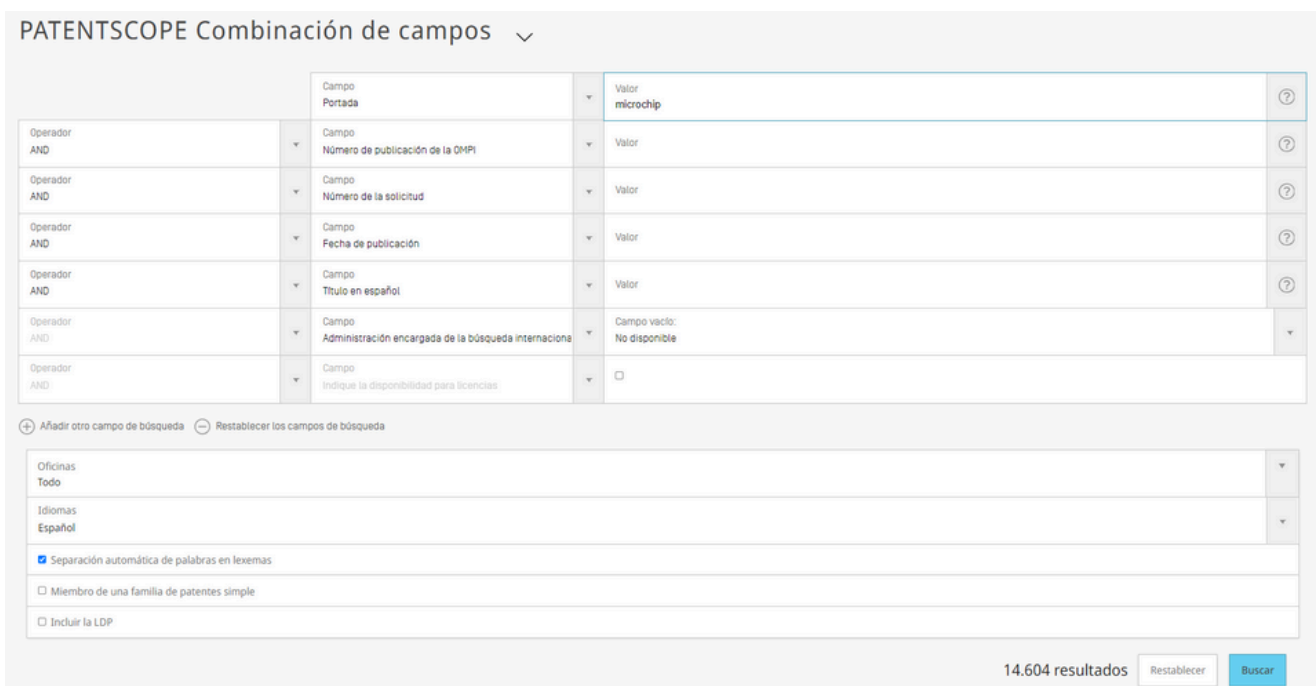 PATENTSCOPE Combinación de campos
Campo
Portada
Valor
microchip
Operador
AND
Campo
Número de publicación de la OMPI
Valor
Operador
AND
Campo
Número de la solicitud
Valor
Operador
AND
Campo
Fecha de publicación
Valor
Operador
AND
Campo
Título en español
Valor
Operador
AND
Campo
Administración encargada de la búsqueda internaciona
Campo vacío:
No disponible
Operador
AND
Campo
Indique la disponibilidad para licencias
Añadir otro campo de búsqueda Restablecer los campos de búsqueda
Oficinas
Todo
Idiomas
Español
Separación automática de palabras en lexemas
Miembro de una familia de patentes simple
Incluir la LDP
14.604 resultados Restablecer Buscar